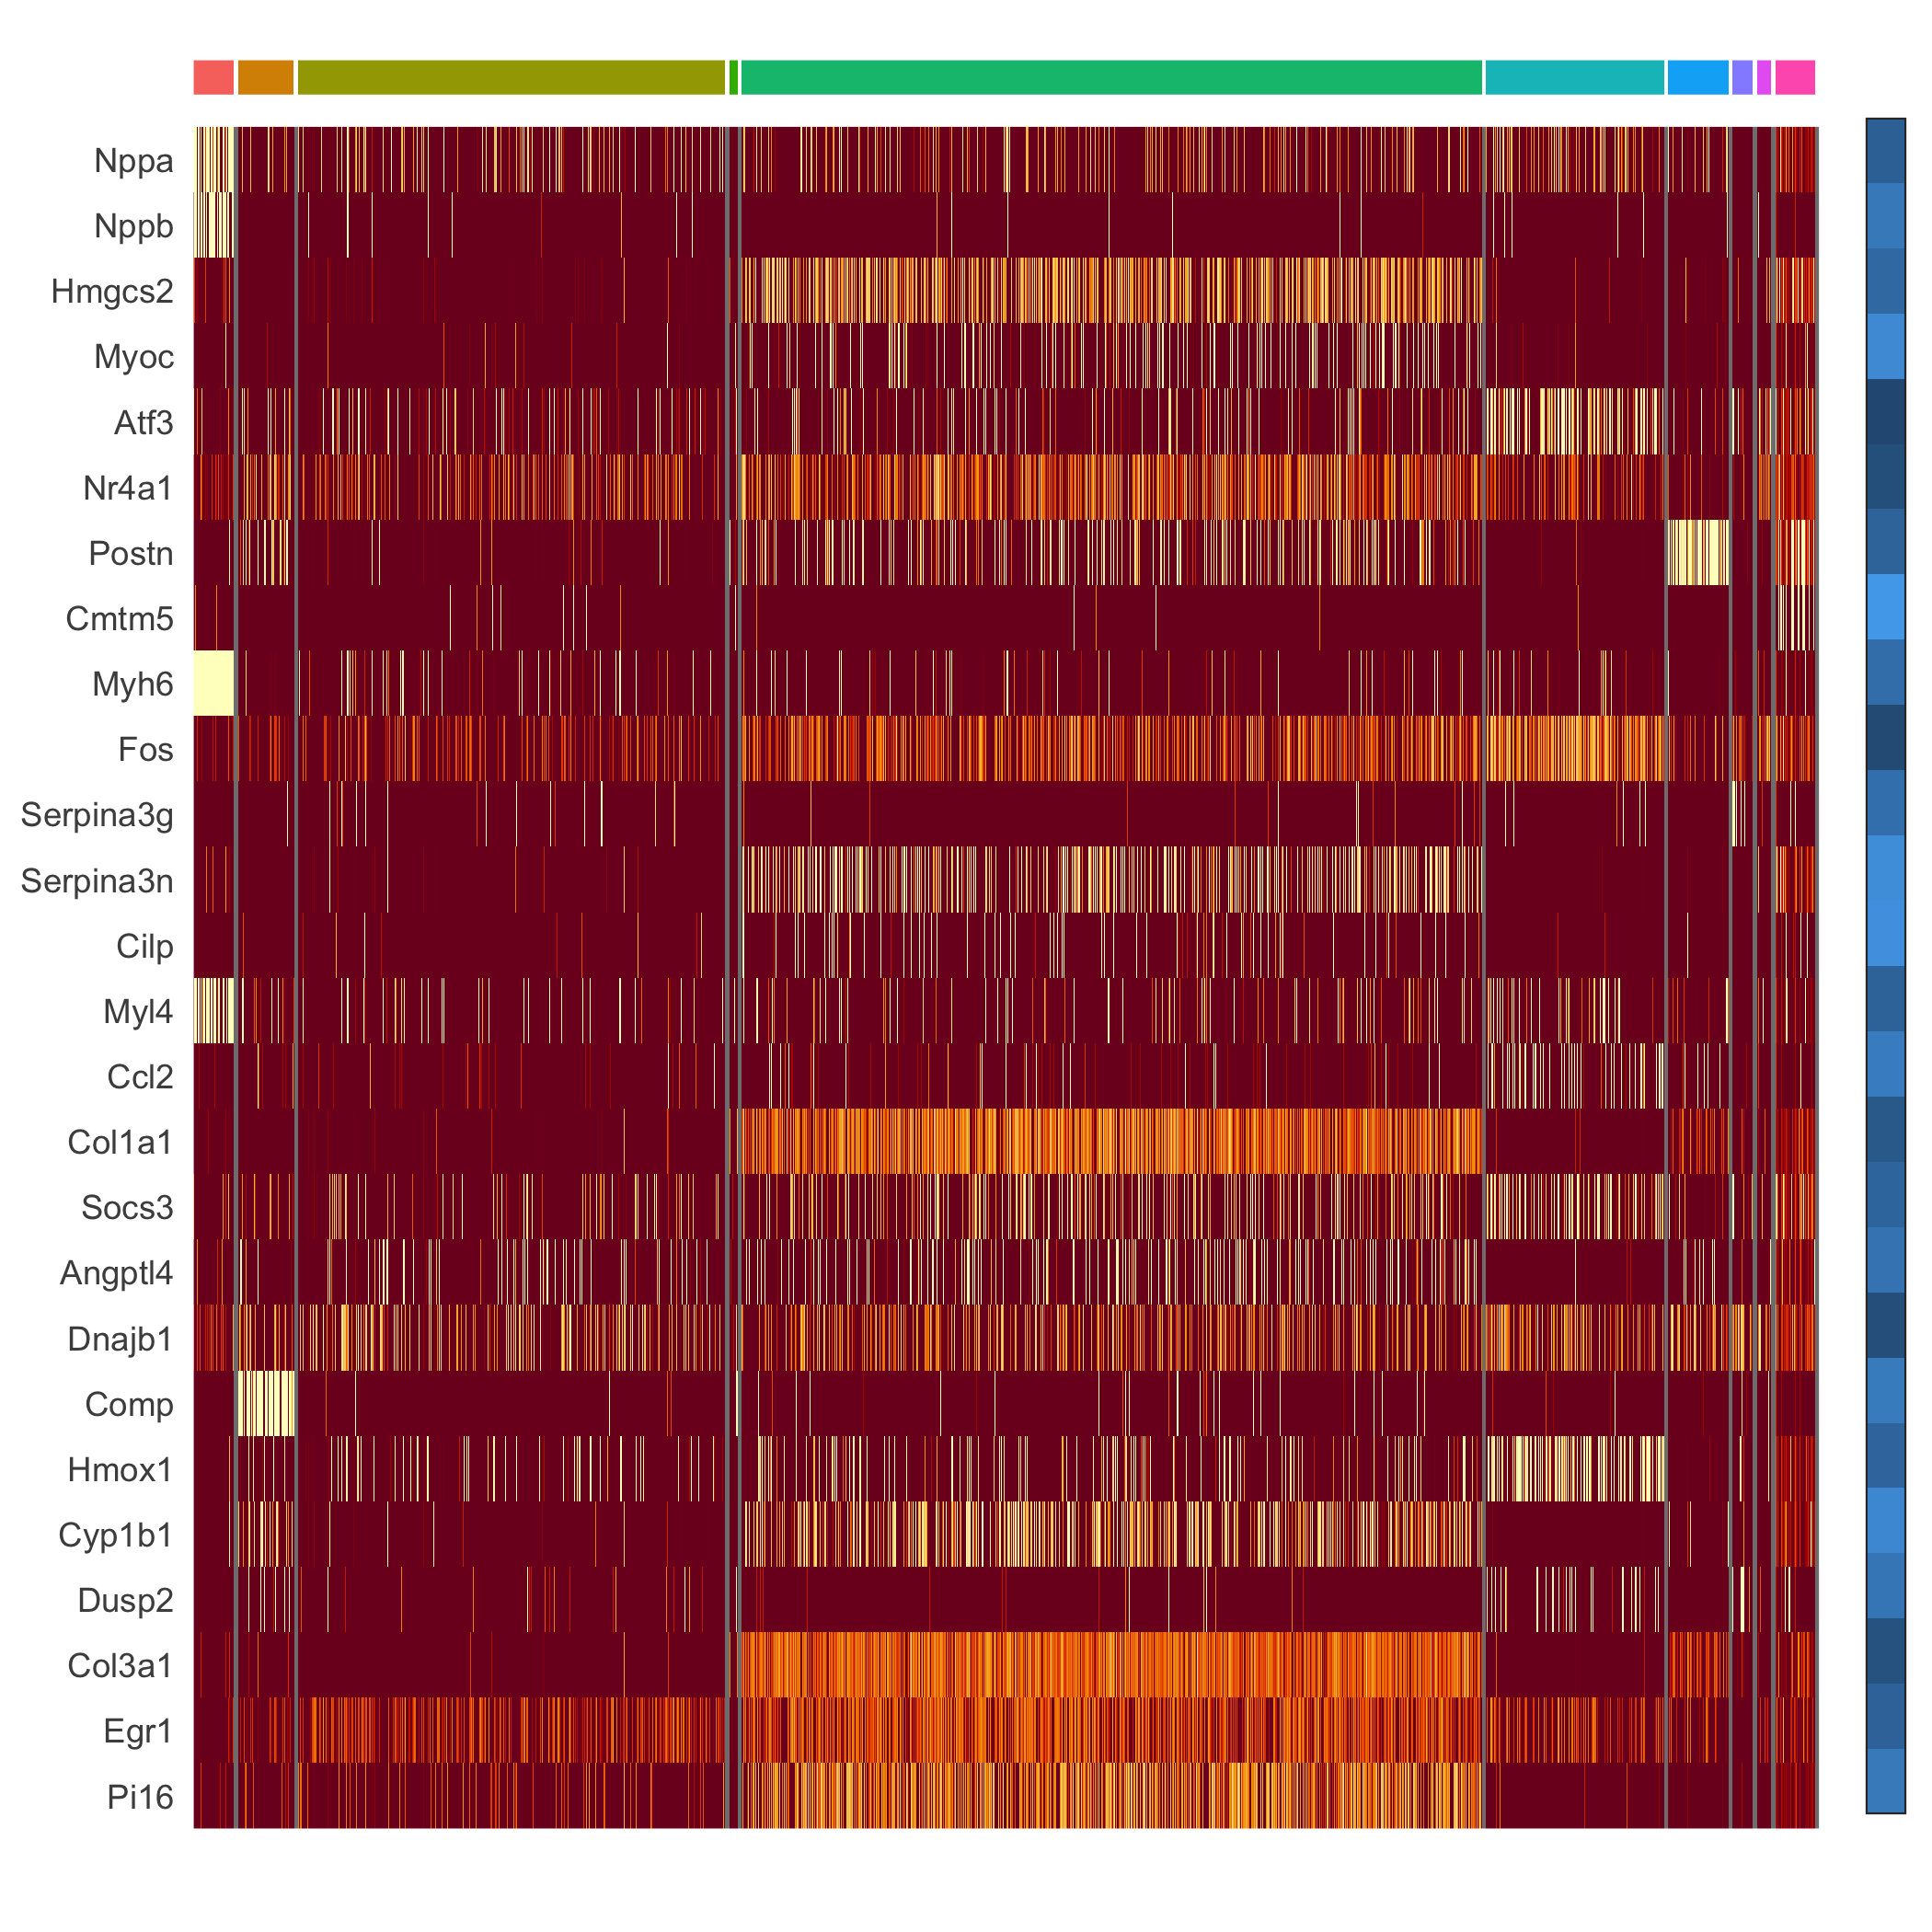 Nppa
Nppb
Hmgcs2
Myoc
Atf3
Nr4a1
Postn
Cmtm5
Myh6
Fos
Serpina3g
Serpina3n
Cilp
Myl4
Ccl2
Col1a1
Socs3
Angptl4
Dnajb1
Comp
Hmox1
Cyp1b1
Dusp2
Col3a1
Egr1
Pi16